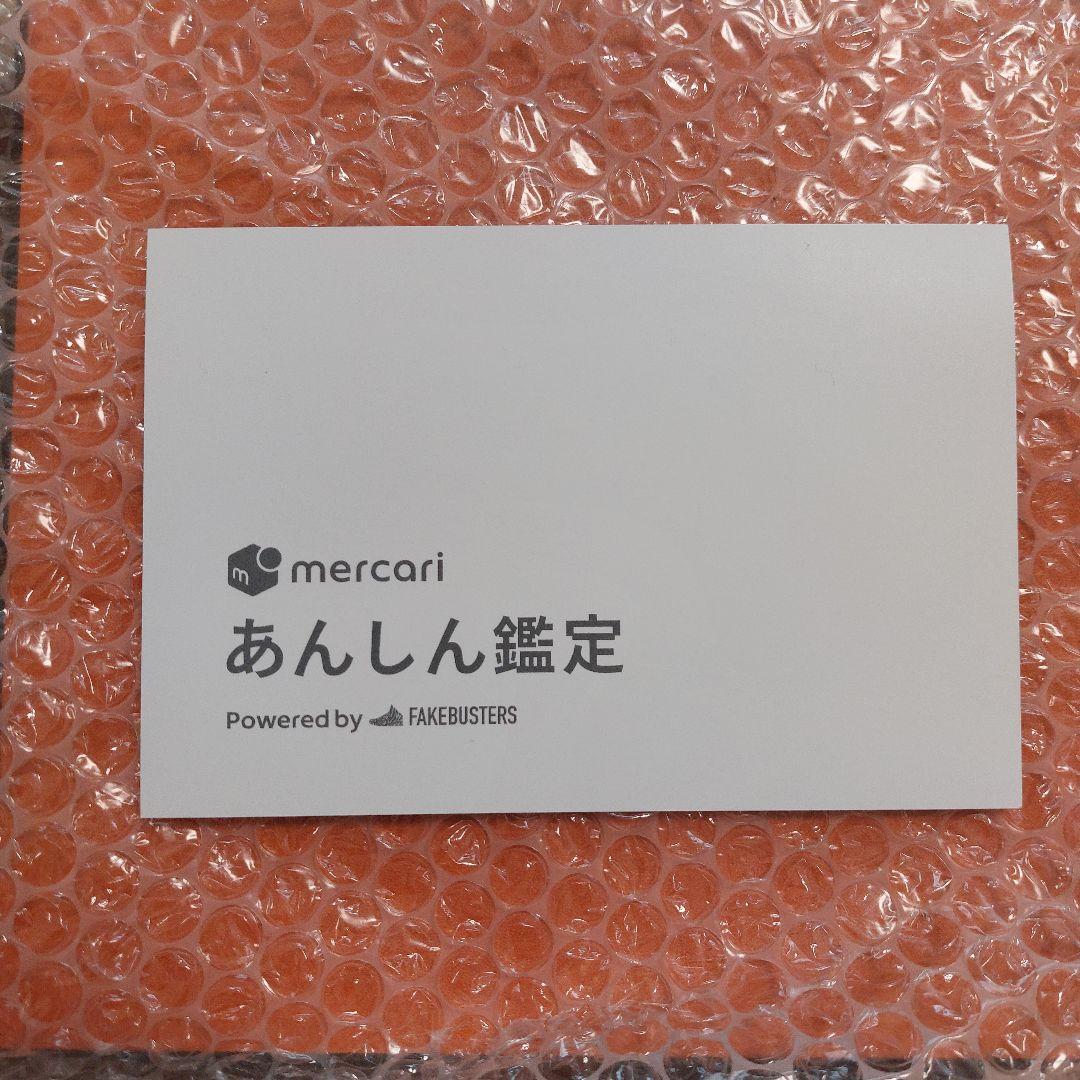 m mercari
あんしん鑑定
Powered by FAKEBUSTERS